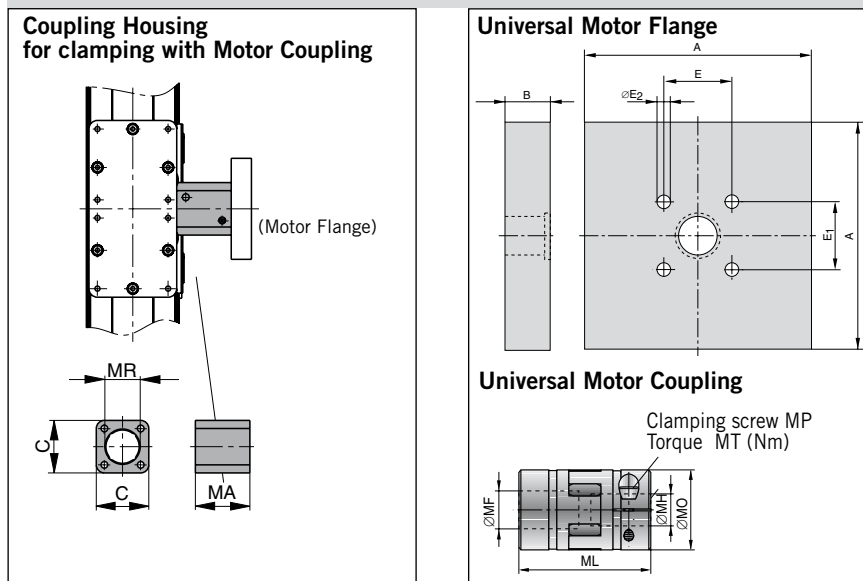 Coupling Housing
for clamping with Motor Coupling
(Motor Flange)
MR
C
C
MA
Universal Motor Flange
A
B
E
ØE2
E1
A
Universal Motor Coupling
Clamping screw MP
Torque MT (Nm)
ØMF
ØMH
ØMO
ML